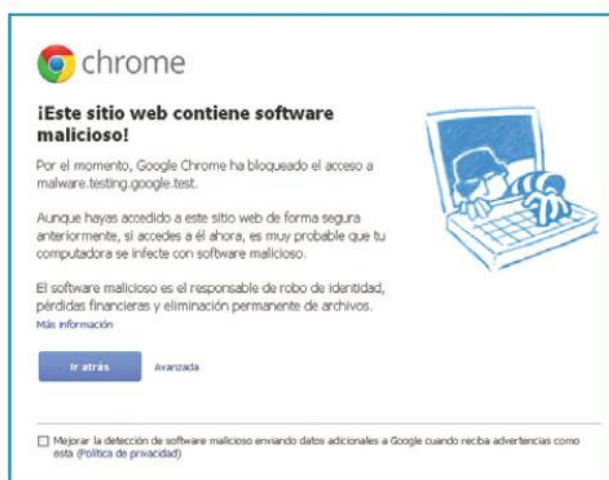 chrome
¡Este sitio web contiene software
malicioso!
Por el momento, Google Chrome ha bloqueado el acceso a
malware.testing.google.test.
Aunque hayas accedido a este sitio web de forma segura
anteriormente, si accedes a él ahora, es muy probable que tu
computadora se infecte con software malicioso.
El software malicioso es el responsable de robo de identidad,
pérdidas financieras y eliminación permanente de archivos.
Más información
Ir atrás
Avanzada
Mejorar la detección de software malicioso enviando datos adicionales a Google cuando reciba advertencias como
esta (Política de privacidad)